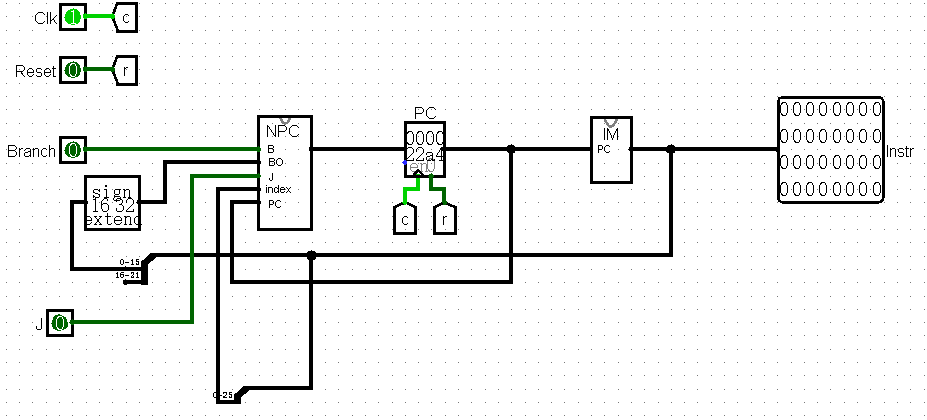 Clk 1 c
Reset 0 r
PC
NPC
B
BO
J
index
PC
0000
22a4
en 0
IM
PC
00000000
00000000
00000000
00000000
Instr
Branch 0
sign
16 32
extend
c
r
0-15
16-21
J 0
0-25